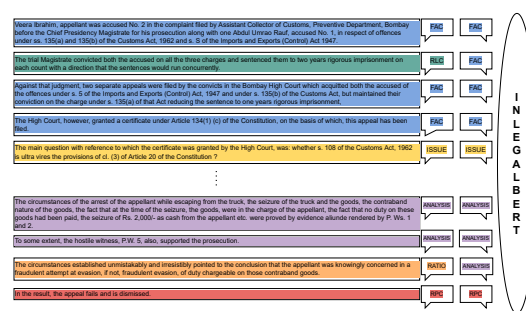 Veera Ibrahim, appellant was accused No. 2 in the complaint filed by Assistant Collector of Customs, Preventive Department, Bombay
before the Chief Presidency Magistrate for his prosecution along with one Abdul Umrao Rauf, accused No. 1, in respect of offences
under ss. 135(a) and 135(b) of the Customs Act, 1962 and s. 5 of the Imports and Exports (Control) Act 1947.
FAC FAC
The trial Magistrate convicted both the accused on all the three charges and sentenced them to two years rigorous imprisonment on
each count with a direction that the sentences would run concurrently.
RLC FAC
Against that judgment, two separate appeals were filed by the convicts in the Bombay High Court which acquitted both the accused of
the offences under s. 5 of the Imports and Exports (Control) Act, 1947 and under s. 135(b) of the Customs Act, but maintained their
conviction on the charge under s. 135(a) of that Act reducing the sentence to one years rigorous imprisonment,
FAC FAC
The High Court, however, granted a certificate under Article 134(1) (c) of the Constitution, on the basis of which, this appeal has been
filed.
FAC FAC
The main question with reference to which the certificate was granted by the High Court, was: whether s. 108 of the Customs Act, 1962
is ultra vires the provisions of cl. (3) of Article 20 of the Constitution ?
ISSUE ISSUE
The circumstances of the arrest of the appellant while escaping from the truck, the seizure of the truck and the goods, the contraband
nature of the goods, the fact that at the time of the seizure, the goods, were in the charge of the appellant, the fact that no duty on these
goods had been paid, the seizure of Rs. 2,000/- as cash from the appellant etc. were proved by evidence aliunde rendered by P. Ws. 1
and 2.
ANALYSIS ANALYSIS
To some extent, the hostile witness, P.W. 5, also, supported the prosecution.
ANALYSIS ANALYSIS
The circumstances established unmistakably and irresistibly pointed to the conclusion that the appellant was knowingly concerned in a
fraudulent attempt at evasion, if not, fraudulent evasion, of duty chargeable on those contraband goods.
RATIO ANALYSIS
In the result, the appeal fails and is dismissed.
RPC RPC
INLEGALBERT